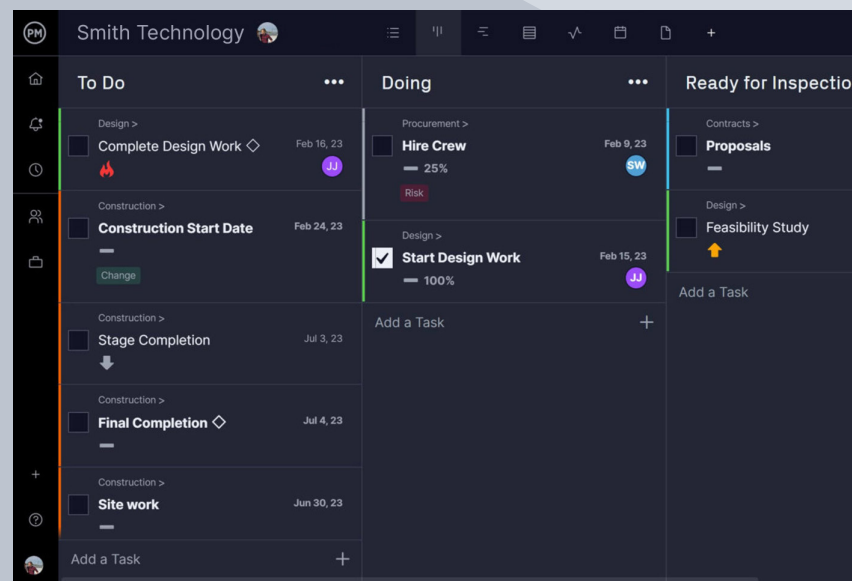 PM
Smith Technology
To Do
Design >
Complete Design Work
Feb 16, 23
JJ
Construction >
Construction Start Date
Feb 24, 23
Change
Construction >
Stage Completion
Jul 3, 23
Construction >
Final Completion
Jul 4, 23
Construction >
Site work
Jun 30, 23
Add a Task
Doing
Procurement >
Hire Crew
Feb 9, 23
25%
SW
Risk
Design >
Start Design Work
Feb 15, 23
100%
JJ
Add a Task
Ready for Inspectio
Contracts >
Proposals
Design >
Feasibility Study
Add a Task